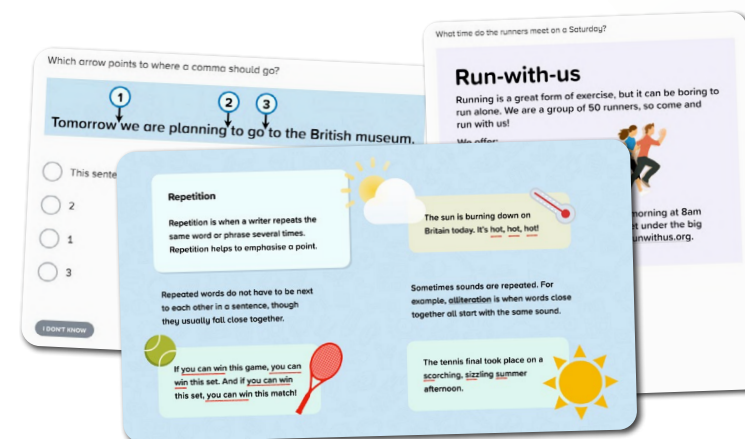 Which arrow points to where a comma should go?
1
2
3
Tomorrow we are planning to go to the British museum.
This sente
2
1
3
I DON'T KNOW
What time do the runners meet on a Saturday?
Run-with-us
Running is a great form of exercise, but it can be boring to
run alone. We are a group of 50 runners, so come and
run with us!
We offer:
morning at 8am
t under the big
unwithus.org.
Repetition
Repetition is when a writer repeats the
same word or phrase several times.
Repetition helps to emphasise a point.
The sun is burning down on
Britain today. It's hot, hot, hot!
Repeated words do not have to be next
to each other in a sentence, though
they usually fall close together.
Sometimes sounds are repeated. For
example, alliteration is when words close
together all start with the same sound.
If you can win this game, you can
win this set. And if you can win
this set, you can win this match!
The tennis final took place on a
scorching, sizzling summer
afternoon.